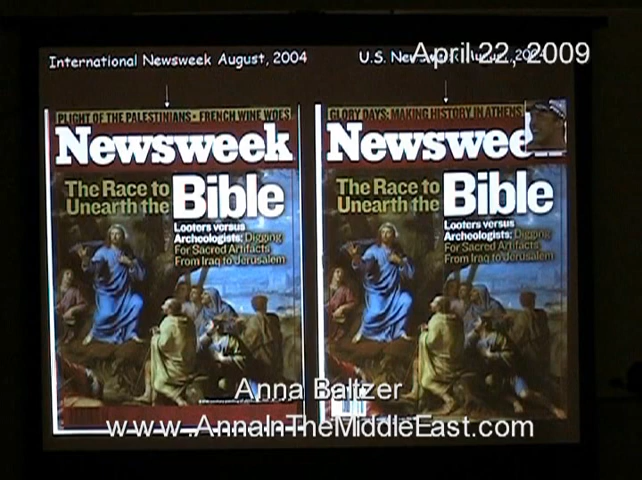 International Newsweek August, 2004
U.S. Newsweek
April 22, 2009
PLIGHT OF THE PALESTINIANS • FRENCH WINE WOES
Newsweek
The Race to
Unearth the Bible
Looters versus
Archeologists: Digging
For Sacred Artifacts
From Iraq to Jerusalem
GLORY DAYS: MAKING HISTORY IN ATHENS
Newswee
The Race to
Unearth the Bible
Looters versus
Archeologists: Digging
For Sacred Artifacts
From Iraq to Jerusalem
Anna Baltzer
www.AnnaInTheMiddleEast.com